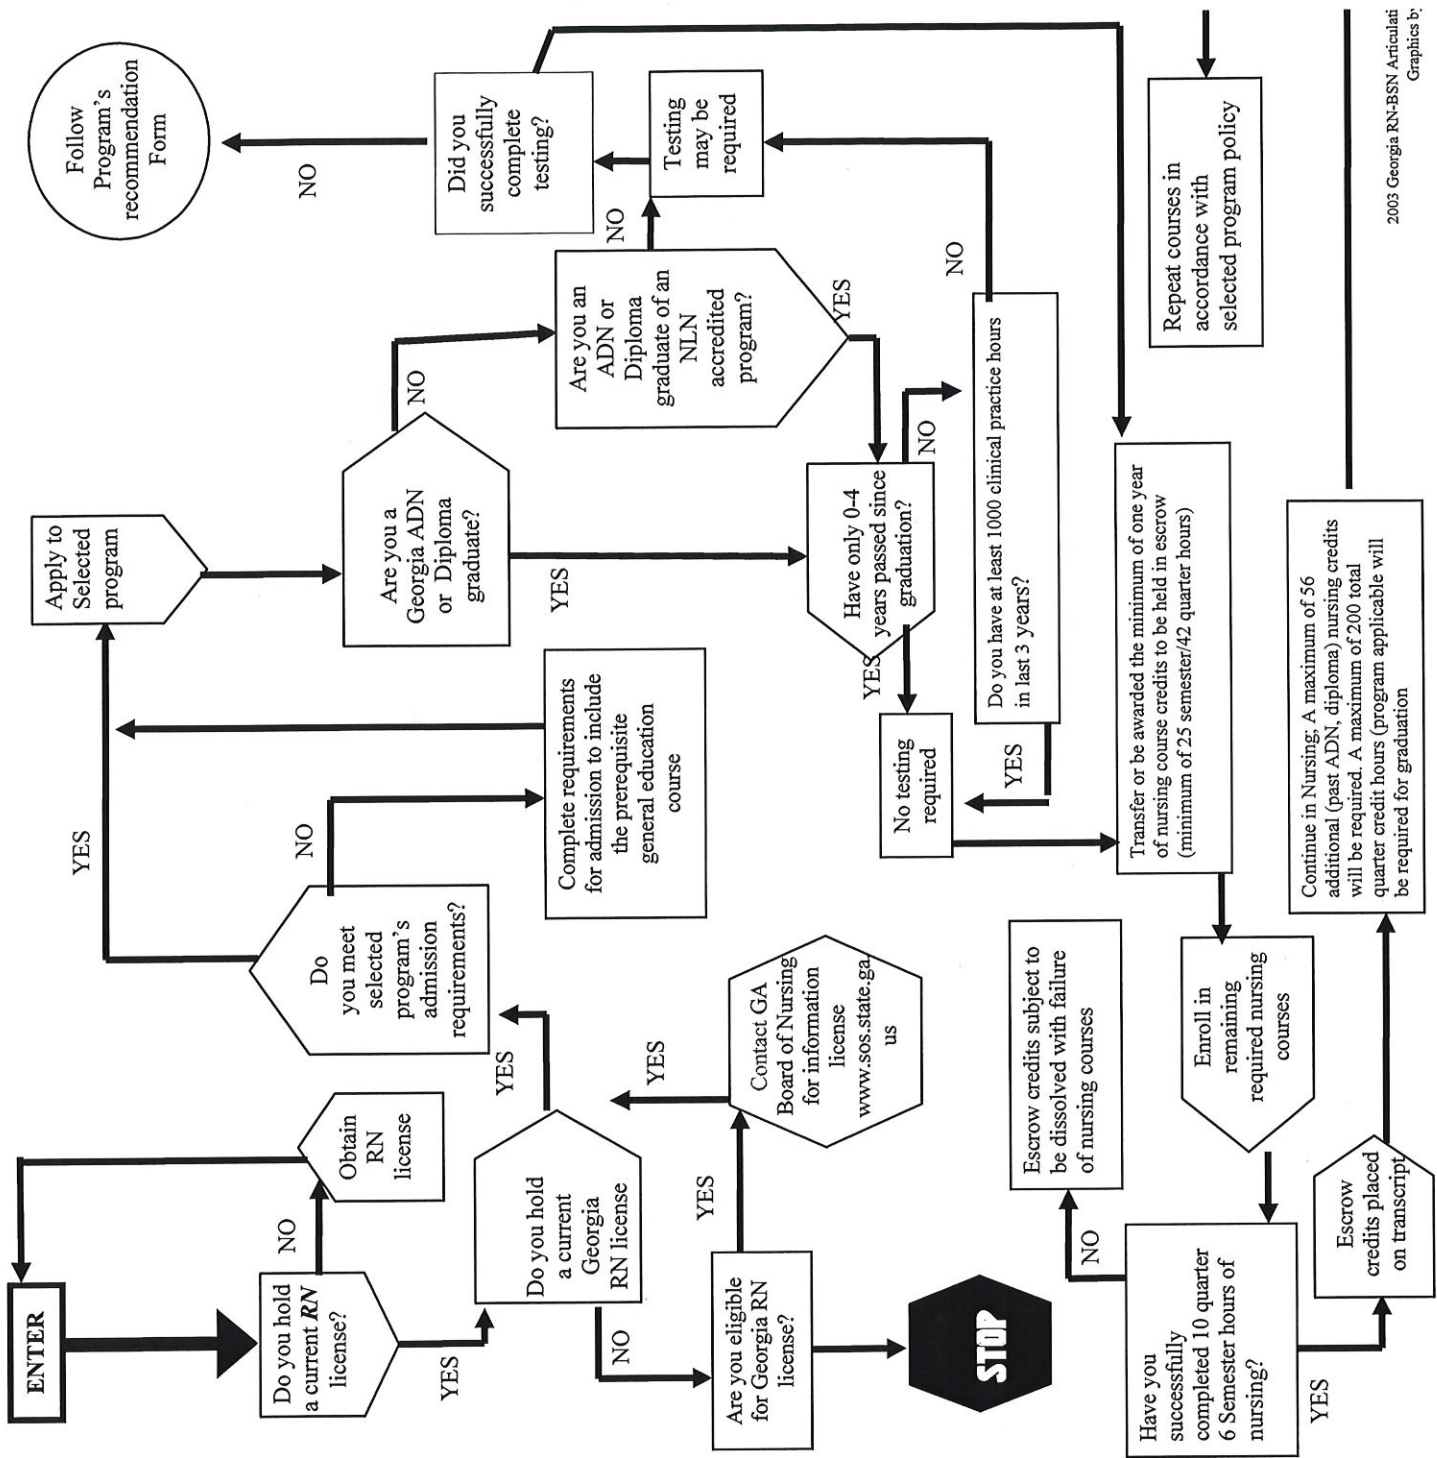 ENTER
Do you hold
a current RN
license?
NO
Obtain
RN
license
YES
Do you hold
a current
Georgia
RN license
YES
NO
Are you eligible
for Georgia RN
license?
YES
Contact GA
Board of Nursing
for information
license
www.sos.state.ga.
us
YES
STOP
Do
you meet
selected
program's
admission
requirements?
YES
NO
Complete requirements
for admission to include
the prerequisite
general education
course
Apply to
Selected
program
Are you a
Georgia ADN
or Diploma
graduate?
NO
YES
Are you an
ADN or
Diploma
graduate of an
NLN
accredited
program?
NO
YES
Testing
may be
required
Did you
successfully
complete
testing?
NO
Follow
Program's
recommendation
Form
Have only 0-4
years passed since
graduation?
YES
NO
No testing
required
Do you have at least 1000 clinical practice hours
in last 3 years?
YES
NO
Transfer or be awarded the minimum of one year
of nursing course credits to be held in escrow
(minimum of 25 semester/42 quarter hours)
Enroll in
remaining
required nursing
courses
Have you
successfully
completed 10 quarter
6 Semester hours of
nursing?
NO
Escrow credits subject to
be dissolved with failure
of nursing courses
YES
Escrow
credits placed
on transcript
Continue in Nursing; A maximum of 56
additional (past ADN, diploma) nursing credits
will be required. A maximum of 200 total
quarter credit hours (program applicable will
be required for graduation
Repeat courses in
accordance with
selected program policy
2003 Georgia RN-BSN Articulati
Graphics by